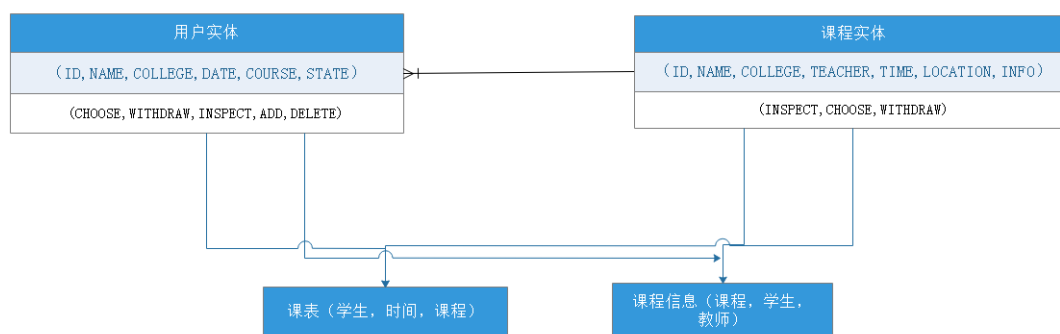 用户实体
(ID,NAME,COLLEGE,DATE,COURSE,STATE)
(CHOOSE,WITHDRAW,INSPECT,ADD,DELETE)
课程实体
(ID,NAME,COLLEGE,TEACHER,TIME,LOCATION,INFO)
(INSPECT,CHOOSE,WITHDRAW)
课表（学生，时间，课程）
课程信息（课程，学生，
教师）